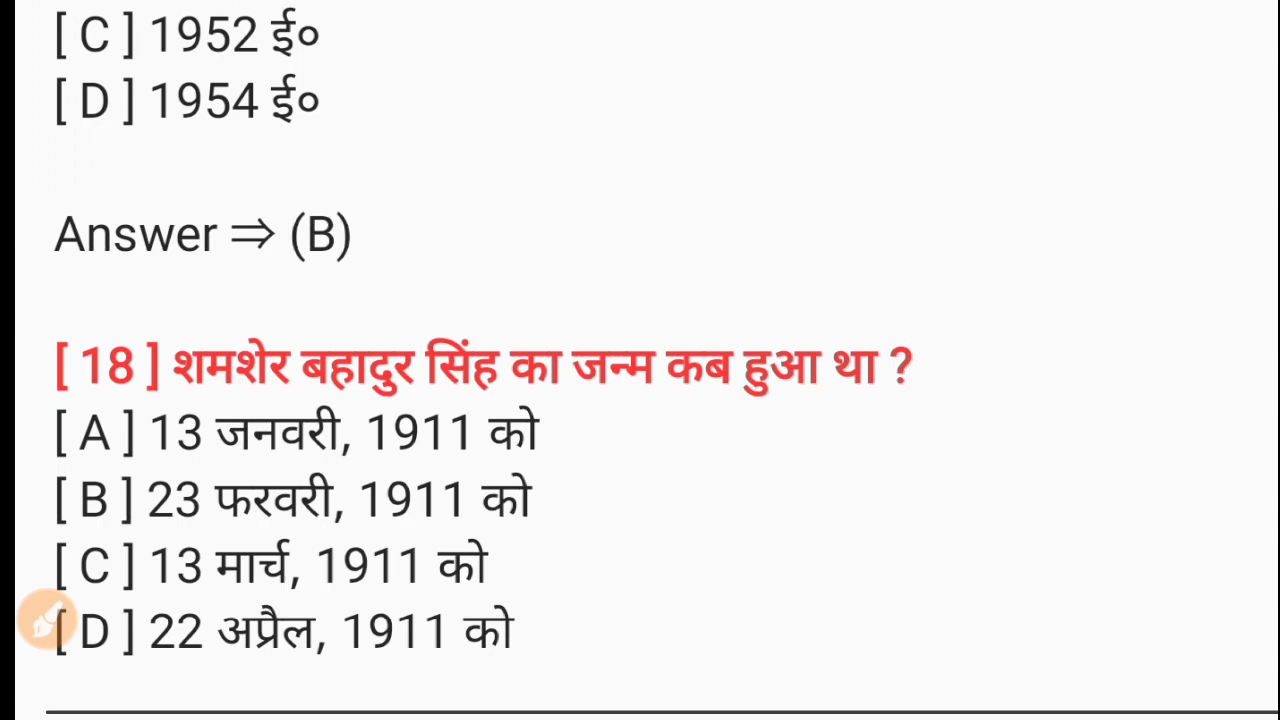 [ C ] 1952 ई०
[ D ] 1954 ई०
Answer ⇒ (B)
[ 18 ] शमशेर बहादुर सिंह का जन्म कब हुआ था ?
[ A ] 13 जनवरी, 1911 को
[ B ] 23 फरवरी, 1911 को
[ C ] 13 मार्च, 1911 को
[ D ] 22 अप्रैल, 1911 को